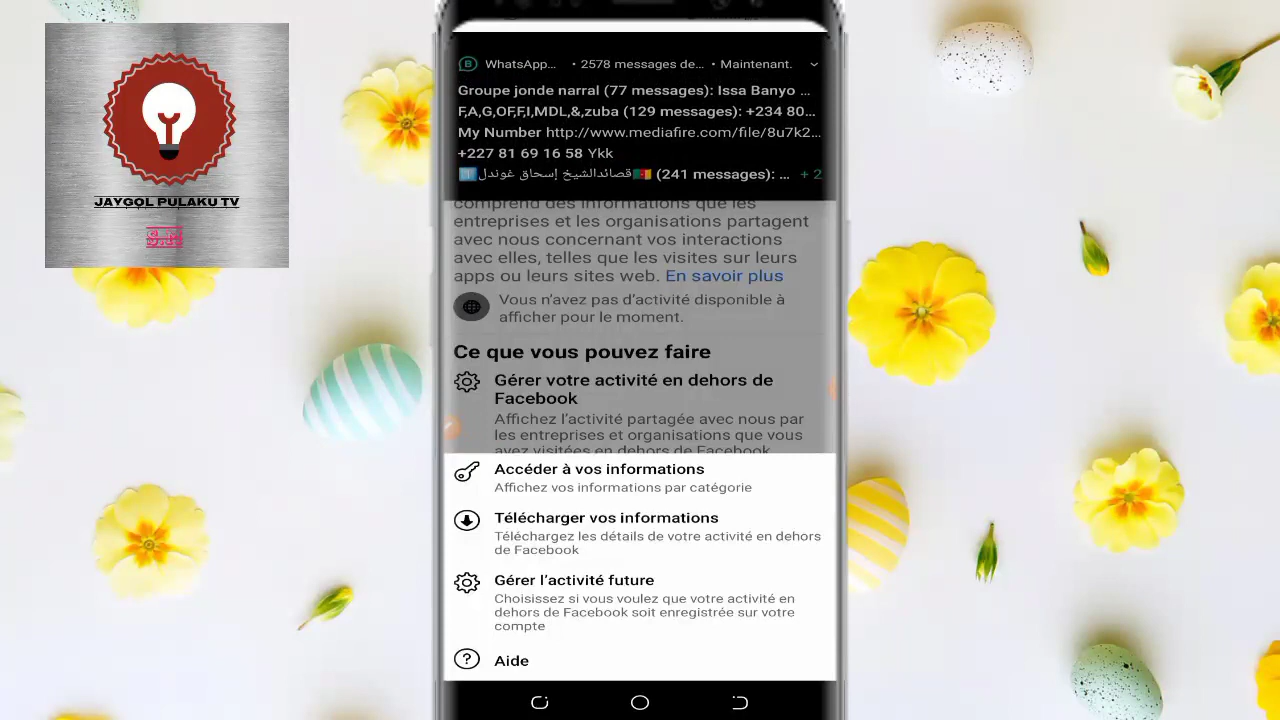 JAYGOL PULAKU TV
WhatsApp... • 2578 messages de... • Maintenant.
Groupe jonde narral (77 messages): Issa Banyo ...
F,A,G,OF,F,I,MDL,&,zuba (129 messages): +234 80...
My Number http://www.mediafire.com/file/8u7k2...
+227 81 69 16 58 Ykk
قصائدالشيخ إسحاق غوندل (241 messages): ... + 2
comprend des informations que les
entreprises et les organisations partagent
avec nous concernant vos interactions
avec elles, telles que les visites sur leurs
apps ou leurs sites web. En savoir plus
Vous n'avez pas d'activité disponible à
afficher pour le moment.
Ce que vous pouvez faire
Gérer votre activité en dehors de
Facebook
Affichez l'activité partagée avec nous par
les entreprises et organisations que vous
avez visitées en dehors de Facebook
Accéder à vos informations
Affichez vos informations par catégorie
Télécharger vos informations
Téléchargez les détails de votre activité en dehors
de Facebook
Gérer l'activité future
Choisissez si vous voulez que votre activité en
dehors de Facebook soit enregistrée sur votre
compte
Aide